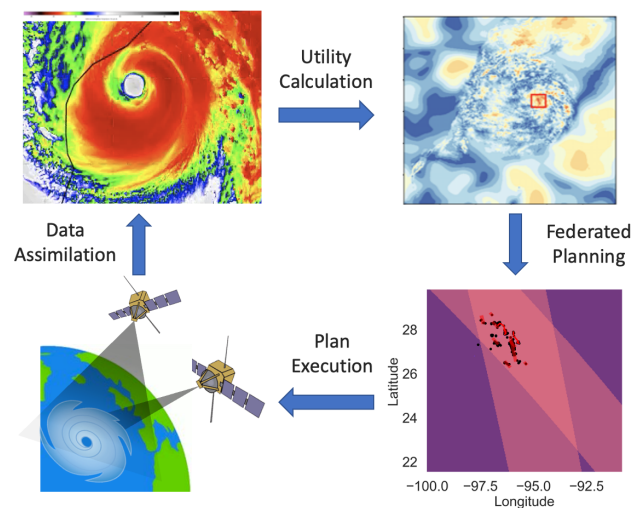 Utility
Calculation
Data
Assimilation
Federated
Planning
Plan
Execution
Latitude
28
26
24
22
−100.0 −97.5 −95.0 −92.5
Longitude